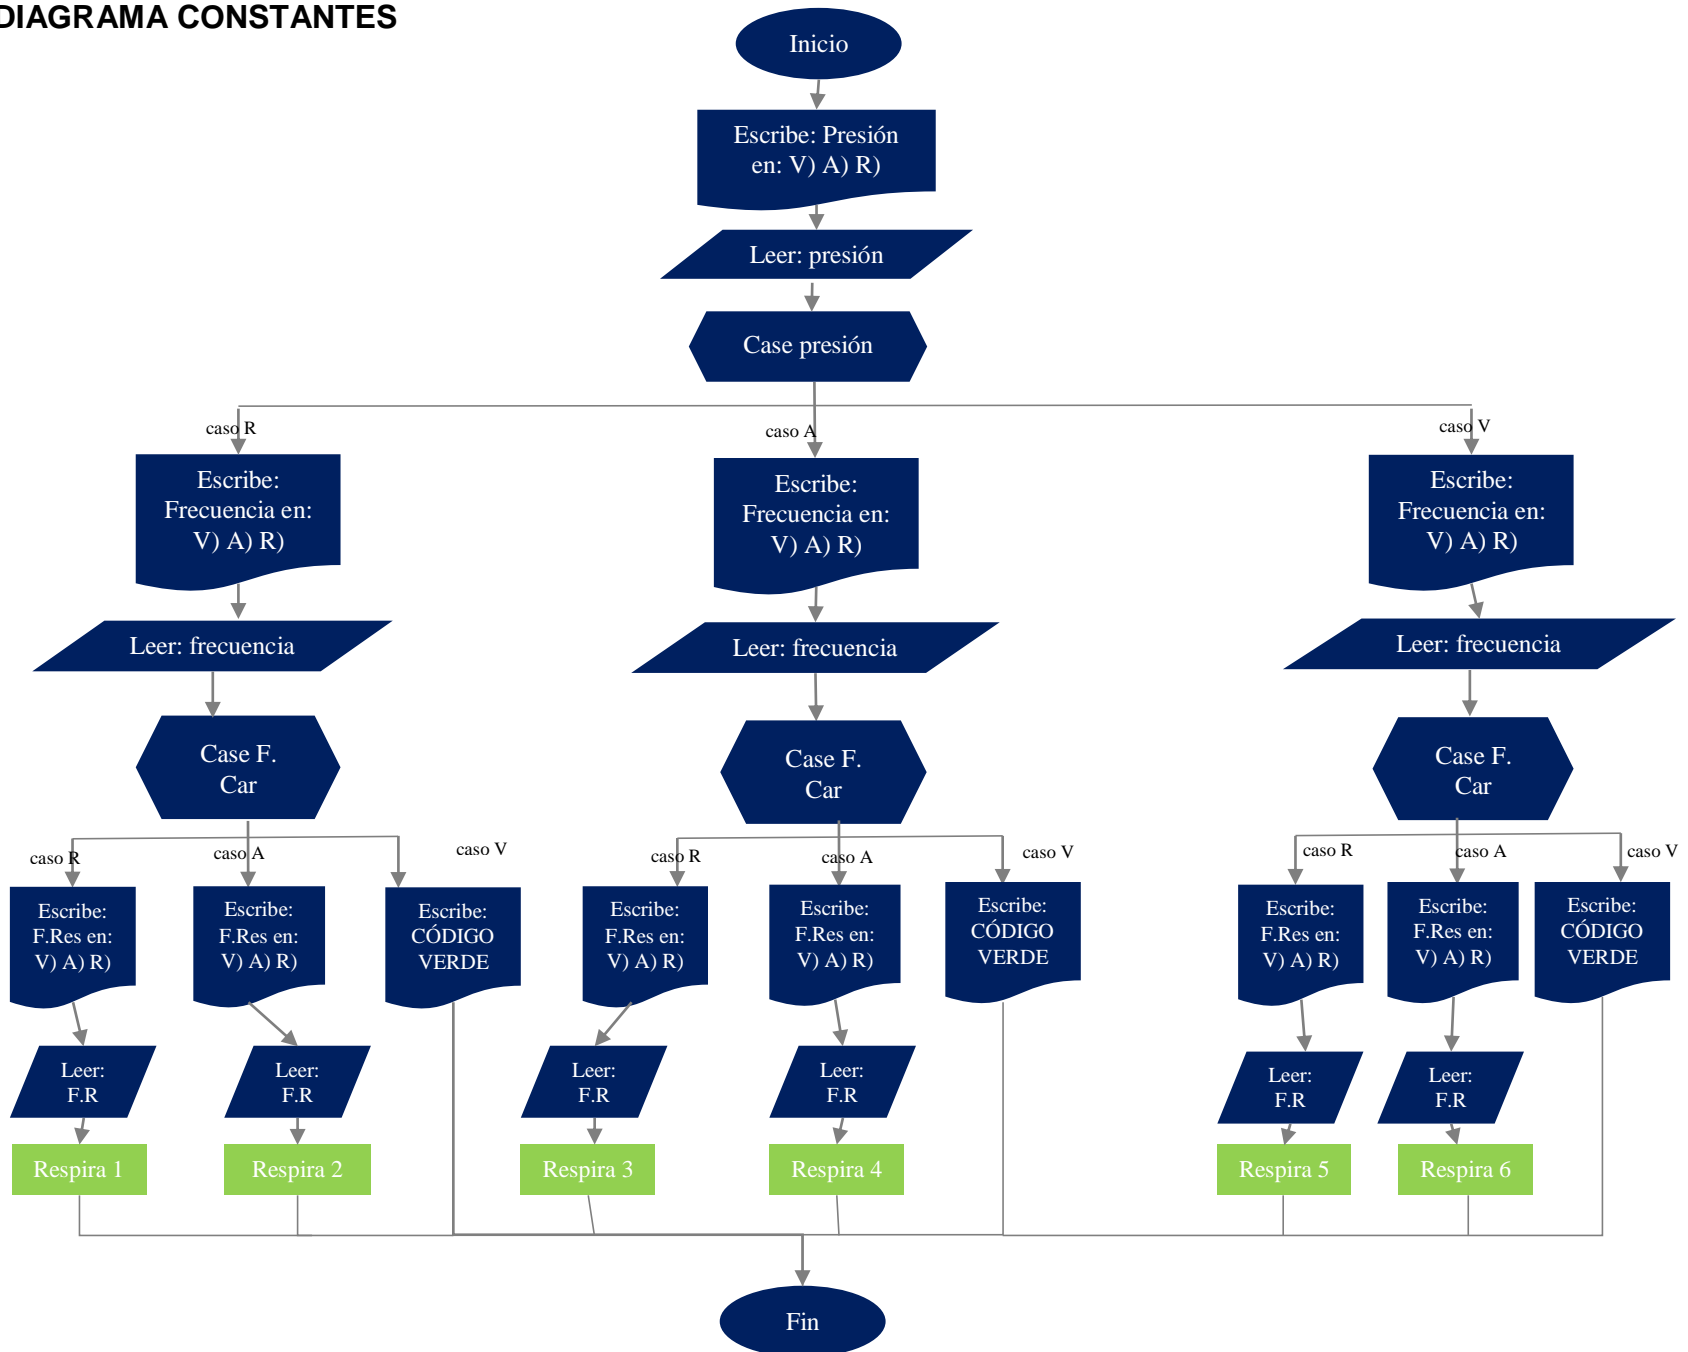 DIAGRAMA CONSTANTES
Inicio
Escribe: Presión
en: V) A) R)
Leer: presión
Case presión
caso R
caso A
caso V
Escribe:
Frecuencia en:
V) A) R)
Escribe:
Frecuencia en:
V) A) R)
Escribe:
Frecuencia en:
V) A) R)
Leer: frecuencia
Leer: frecuencia
Leer: frecuencia
Case F.
Car
Case F.
Car
Case F.
Car
caso R
caso A
caso V
caso R
caso A
caso V
caso R
caso A
caso V
Escribe:
F.Res en:
V) A) R)
Escribe:
F.Res en:
V) A) R)
Escribe:
CÓDIGO
VERDE
Escribe:
F.Res en:
V) A) R)
Escribe:
F.Res en:
V) A) R)
Escribe:
CÓDIGO
VERDE
Escribe:
F.Res en:
V) A) R)
Escribe:
F.Res en:
V) A) R)
Escribe:
CÓDIGO
VERDE
Leer:
F.R
Leer:
F.R
Leer:
F.R
Leer:
F.R
Leer:
F.R
Leer:
F.R
Respira 1
Respira 2
Respira 3
Respira 4
Respira 5
Respira 6
Fin